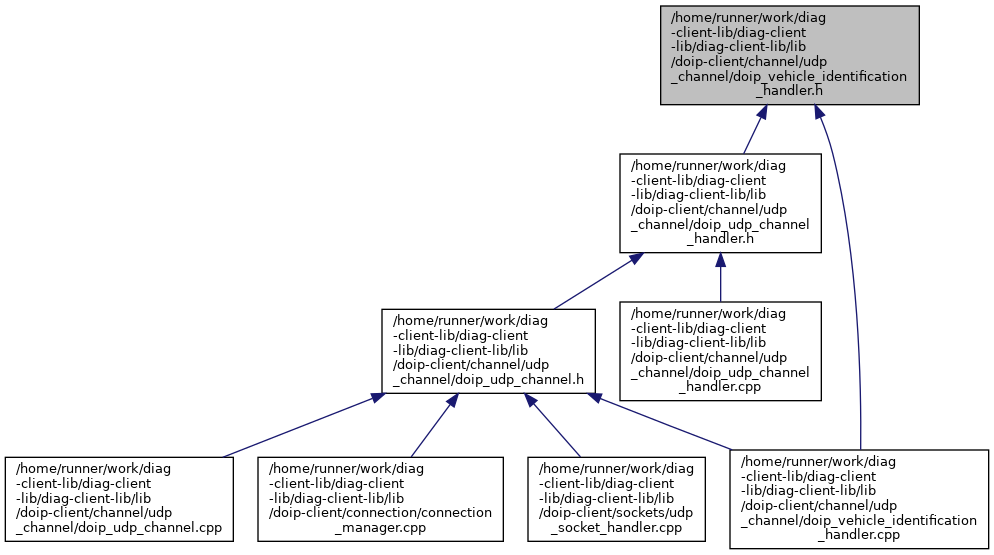 /home/runner/work/diag
-client-lib/diag-client
-lib/diag-client-lib/lib
/doip-client/channel/udp
_channel/doip_vehicle_identification
_handler.h
/home/runner/work/diag
-client-lib/diag-client
-lib/diag-client-lib/lib
/doip-client/channel/udp
_channel/doip_udp_channel
_handler.h
/home/runner/work/diag
-client-lib/diag-client
-lib/diag-client-lib/lib
/doip-client/channel/udp
_channel/doip_udp_channel.h
/home/runner/work/diag
-client-lib/diag-client
-lib/diag-client-lib/lib
/doip-client/channel/udp
_channel/doip_udp_channel
_handler.cpp
/home/runner/work/diag
-client-lib/diag-client
-lib/diag-client-lib/lib
/doip-client/channel/udp
_channel/doip_udp_channel.cpp
/home/runner/work/diag
-client-lib/diag-client
-lib/diag-client-lib/lib
/doip-client/connection/connection
_manager.cpp
/home/runner/work/diag
-client-lib/diag-client
-lib/diag-client-lib/lib
/doip-client/sockets/udp
_socket_handler.cpp
/home/runner/work/diag
-client-lib/diag-client
-lib/diag-client-lib/lib
/doip-client/channel/udp
_channel/doip_vehicle_identification
_handler.cpp